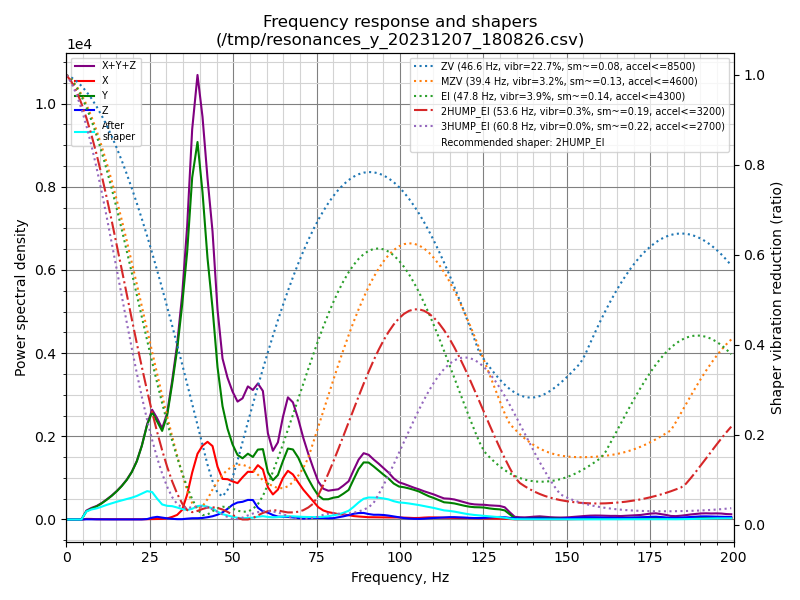 Frequency response and shapers
(/tmp/resonances_y_20231207_180826.csv)
1e4
X+Y+Z
X
Y
Z
After
shaper
ZV (46.6 Hz, vibr=22.7%, sm~=0.08, accel<=8500)
MZV (39.4 Hz, vibr=3.2%, sm~=0.13, accel<=4600)
EI (47.8 Hz, vibr=3.9%, sm~=0.14, accel<=4300)
2HUMP_EI (53.6 Hz, vibr=0.3%, sm~=0.19, accel<=3200)
3HUMP_EI (60.8 Hz, vibr=0.0%, sm~=0.22, accel<=2700)
Recommended shaper: 2HUMP_EI
Power spectral density
1.0
0.8
0.6
0.4
0.2
0.0
1.0
0.8
0.6
0.4
0.2
0.0
Shaper vibration reduction (ratio)
0 25 50 75 100 125 150 175 200
Frequency, Hz